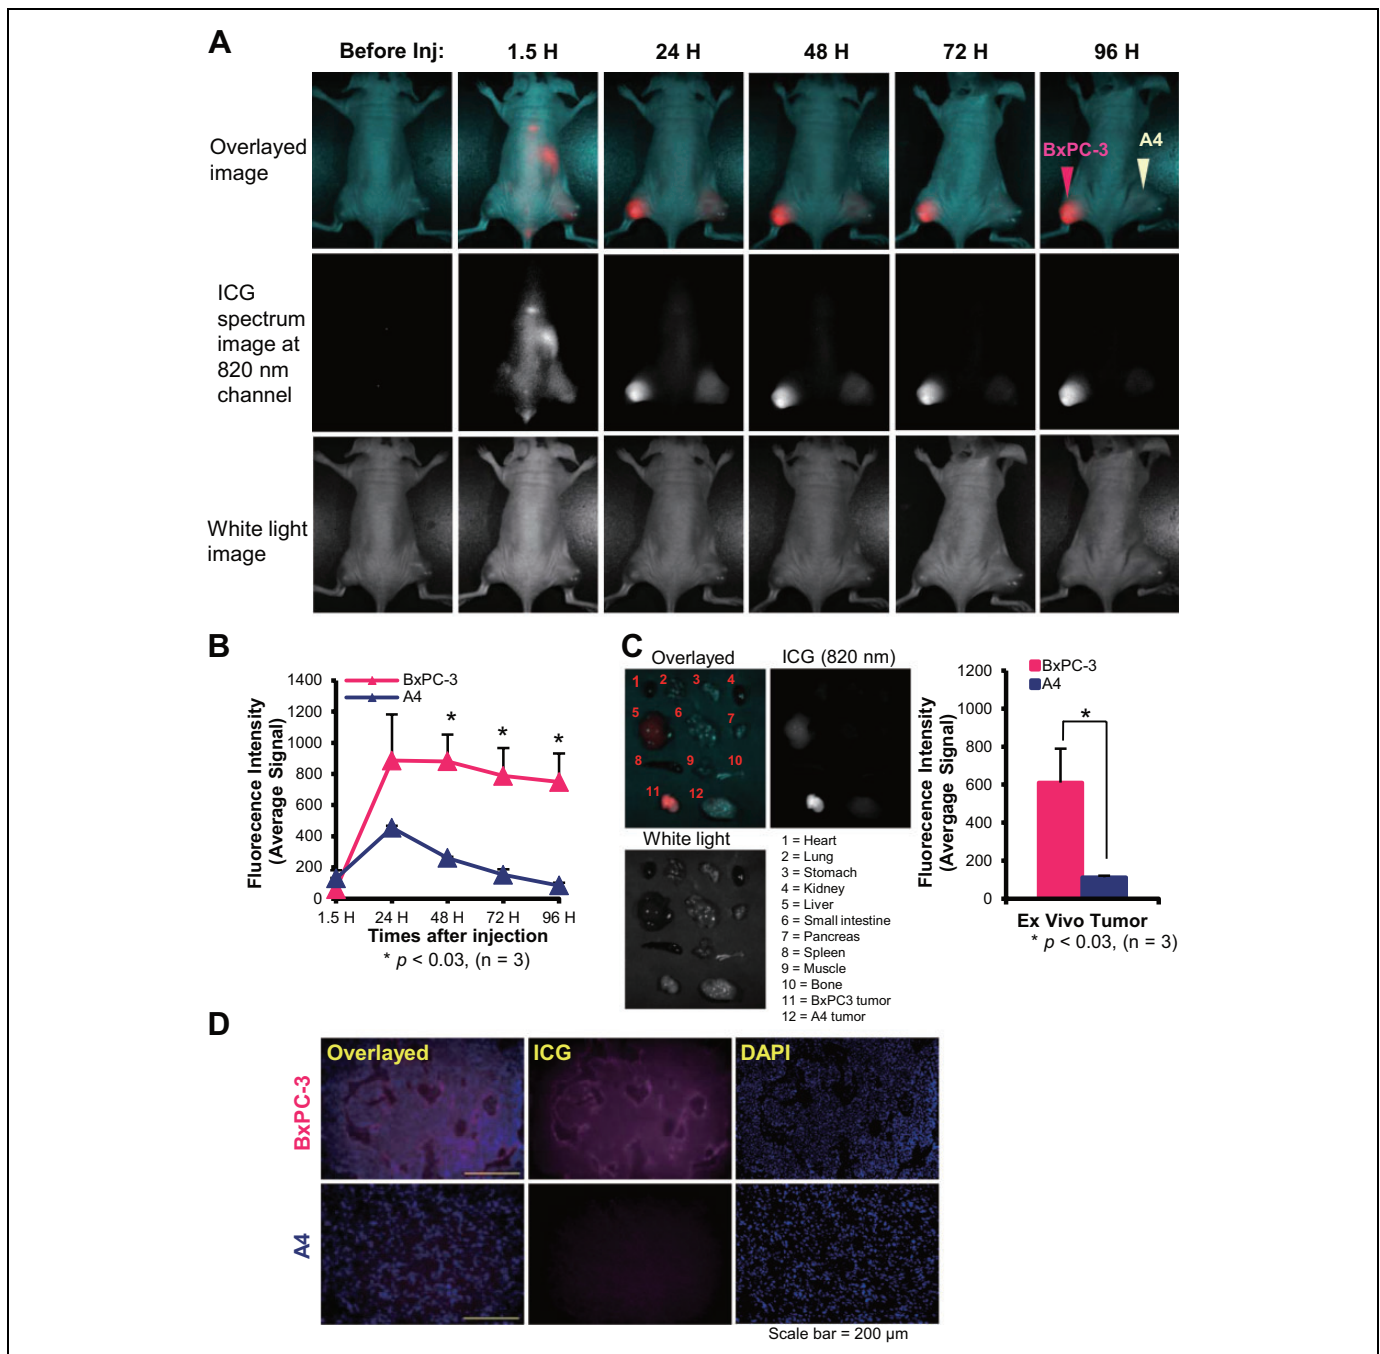 A
Before Inj:
1.5 H
24 H
48 H
72 H
96 H
Overlayed
image
BxPC-3
A4
ICG
spectrum
image at
820 nm
channel
White light
image
B
Fluorecence Intensity
(Average Signal)
BxPC-3
A4
1400
1200
1000
800
600
400
200
0
*
*
*
1.5 H
24 H
48 H
72 H
96 H
Times after injection
* p < 0.03, (n = 3)
C
Overlayed
ICG (820 nm)
1
2
3
4
5
6
7
8
9
10
11
12
White light
1 = Heart
2 = Lung
3 = Stomach
4 = Kidney
5 = Liver
6 = Small intestine
7 = Pancreas
8 = Spleen
9 = Muscle
10 = Bone
11 = BxPC3 tumor
12 = A4 tumor
Fluorecence Intensity
(Avergage Signal)
1200
1000
800
600
400
200
0
BxPC-3
A4
*
Ex Vivo Tumor
* p < 0.03, (n = 3)
D
Overlayed
ICG
DAPI
BxPC-3
A4
Scale bar = 200 µm